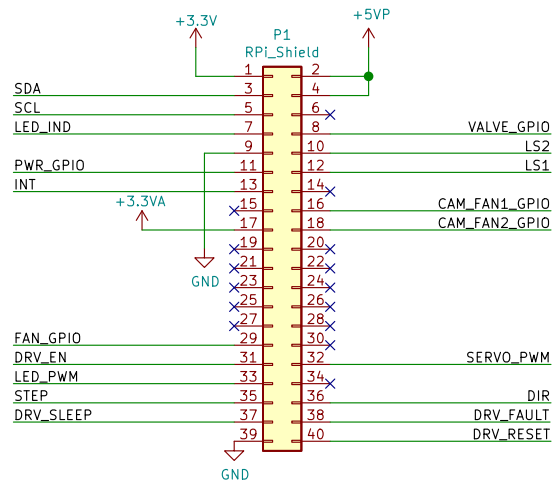 +3.3V
+5VP
P1
RPi_Shield
1 2
SDA 3 4
SCL 5 6
LED_IND 7 8 VALVE_GPIO
9 10 LS2
PWR_GPIO 11 12 LS1
INT 13 14
+3.3VA
15 16 CAM_FAN1_GPIO
17 18 CAM_FAN2_GPIO
19 20
GND
21 22
23 24
25 26
27 28
FAN_GPIO 29 30
DRV_EN 31 32 SERVO_PWM
LED_PWM 33 34
STEP 35 36 DIR
DRV_SLEEP 37 38 DRV_FAULT
39 40 DRV_RESET
GND